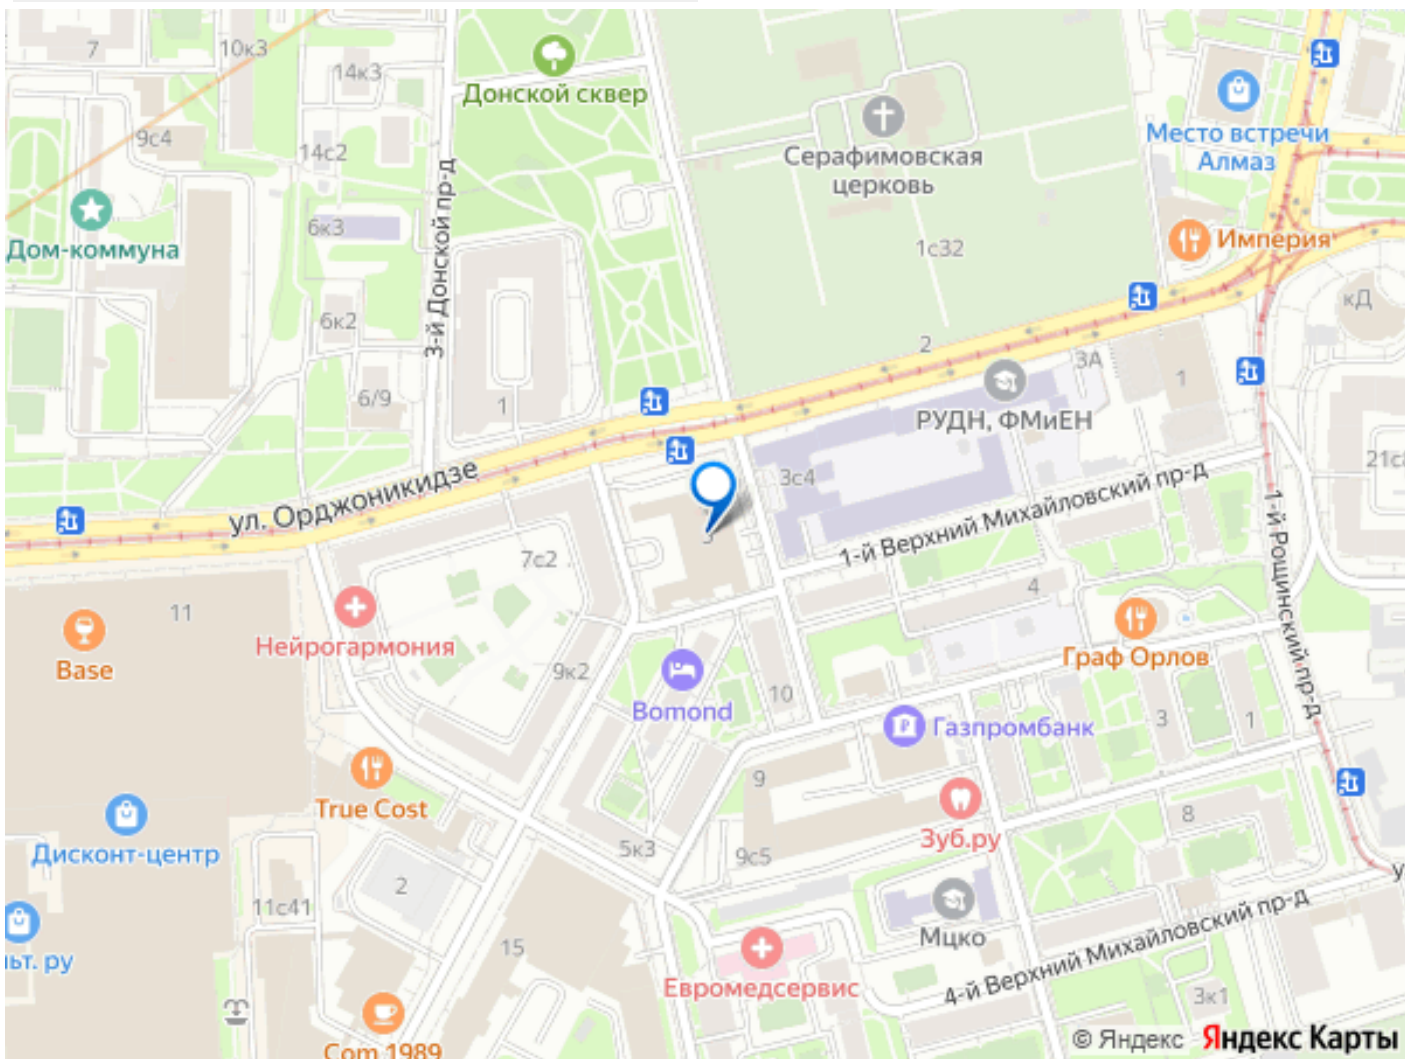 7
10к3
14к3
Донской сквер
9с4
14с2
Серафимовская
церковь
Место встречи
Алмаз
Дом-коммуна
6к3
3-й Донской пр-д
1с32
Империя
кД
6к2
2
3А
1
6/9
1
РУДН, ФМиЕН
ул. Орджоникидзе
3с4
21с
1-й Верхний Михайловский пр-д
1-й Рощинский пр-д
7с2
11
4
Нейрогармония
Base
9к2
Граф Орлов
Bomond
10
Газпромбанк
3
1
9
True Cost
Зуб.ру
8
Дисконт-центр
5к3
9с5
2
11с41
Мцко
4-й Верхний Михайловский пр-д
15
ьт. ру
Евромедсервис
3к1
Com 1989
© Яндекс Яндекс Карты